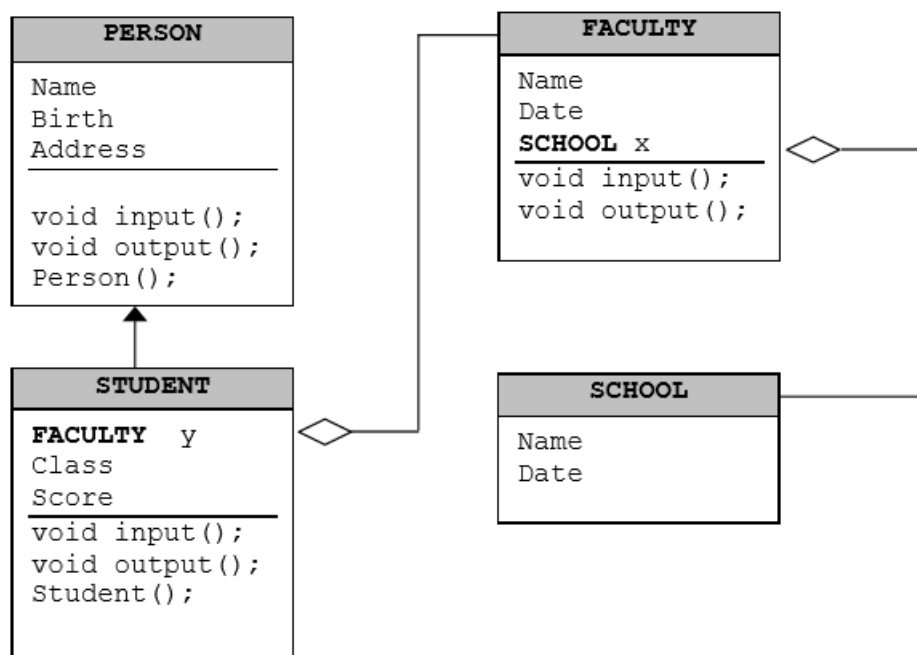 PERSON
Name
Birth
Address
void input();
void output();
Person();
FACULTY
Name
Date
SCHOOL x
void input();
void output();
STUDENT
FACULTY y
Class
Score
void input();
void output();
Student();
SCHOOL
Name
Date